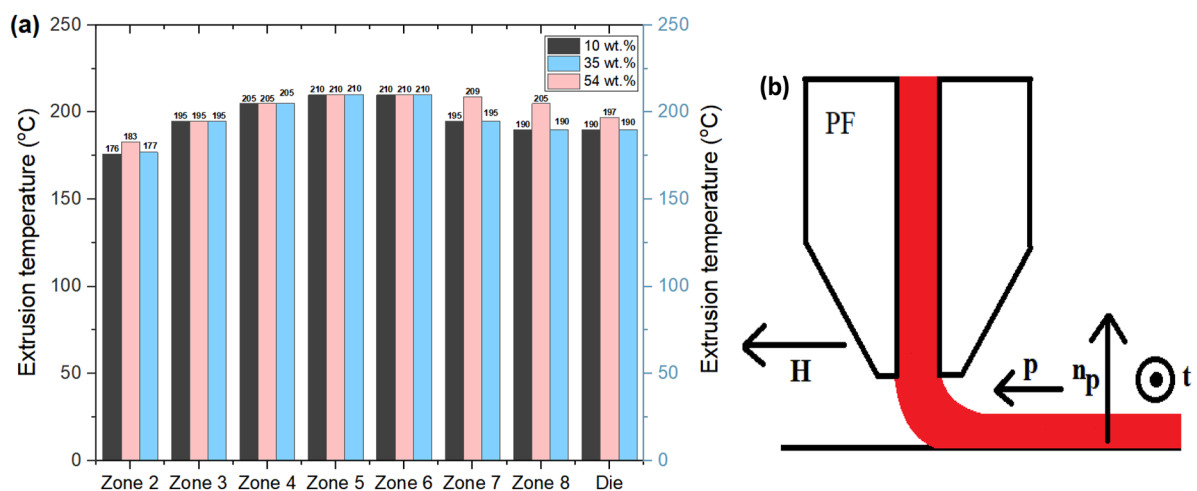 (a)
250
200
150
100
50
0
Extrusion temperature (°C)
10 wt.%
35 wt.%
54 wt.%
176 183 177
195 195 195
205 205 205
210 210 210
210 210 210
195 209 195
190 205 190
190 197 190
Zone 2 Zone 3 Zone 4 Zone 5 Zone 6 Zone 7 Zone 8 Die
250
200
150
100
50
0
Extrusion temperature (°C)
(b)
PF
H
p
np
t